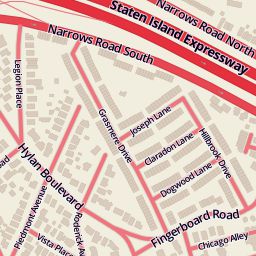 Narrows Road North
Staten Island Expressway
Narrows Road South
Legion Place
Joseph Lane
Grasmere Drive
Hillbrook Drive
Claradon Lane
Hylan Boulevard
Dogwood Lane
Piedmont Avenue
Roderick A
Fingerboard Road
Vista Place
Chicago Alley